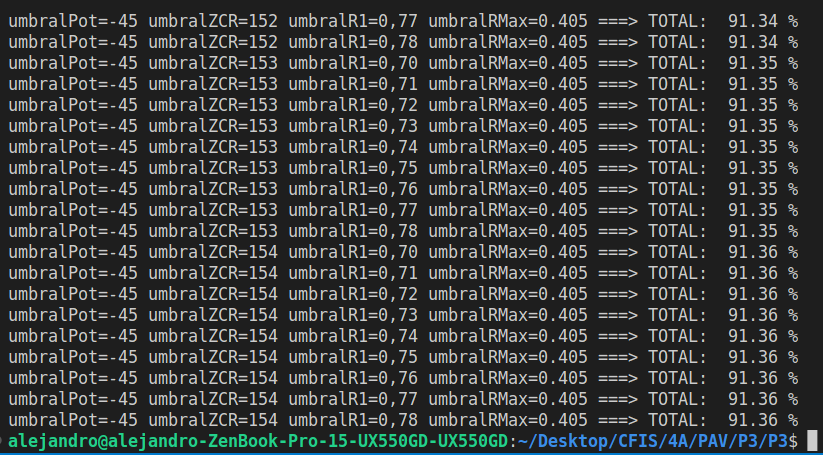 umbralPot=-45 umbralZCR=152 umbralR1=0,77 umbralRMax=0.405 ===> TOTAL:  91.34 %
umbralPot=-45 umbralZCR=152 umbralR1=0,78 umbralRMax=0.405 ===> TOTAL:  91.34 %
umbralPot=-45 umbralZCR=153 umbralR1=0,70 umbralRMax=0.405 ===> TOTAL:  91.35 %
umbralPot=-45 umbralZCR=153 umbralR1=0,71 umbralRMax=0.405 ===> TOTAL:  91.35 %
umbralPot=-45 umbralZCR=153 umbralR1=0,72 umbralRMax=0.405 ===> TOTAL:  91.35 %
umbralPot=-45 umbralZCR=153 umbralR1=0,73 umbralRMax=0.405 ===> TOTAL:  91.35 %
umbralPot=-45 umbralZCR=153 umbralR1=0,74 umbralRMax=0.405 ===> TOTAL:  91.35 %
umbralPot=-45 umbralZCR=153 umbralR1=0,75 umbralRMax=0.405 ===> TOTAL:  91.35 %
umbralPot=-45 umbralZCR=153 umbralR1=0,76 umbralRMax=0.405 ===> TOTAL:  91.35 %
umbralPot=-45 umbralZCR=153 umbralR1=0,77 umbralRMax=0.405 ===> TOTAL:  91.35 %
umbralPot=-45 umbralZCR=153 umbralR1=0,78 umbralRMax=0.405 ===> TOTAL:  91.35 %
umbralPot=-45 umbralZCR=154 umbralR1=0,70 umbralRMax=0.405 ===> TOTAL:  91.36 %
umbralPot=-45 umbralZCR=154 umbralR1=0,71 umbralRMax=0.405 ===> TOTAL:  91.36 %
umbralPot=-45 umbralZCR=154 umbralR1=0,72 umbralRMax=0.405 ===> TOTAL:  91.36 %
umbralPot=-45 umbralZCR=154 umbralR1=0,73 umbralRMax=0.405 ===> TOTAL:  91.36 %
umbralPot=-45 umbralZCR=154 umbralR1=0,74 umbralRMax=0.405 ===> TOTAL:  91.36 %
umbralPot=-45 umbralZCR=154 umbralR1=0,75 umbralRMax=0.405 ===> TOTAL:  91.36 %
umbralPot=-45 umbralZCR=154 umbralR1=0,76 umbralRMax=0.405 ===> TOTAL:  91.36 %
umbralPot=-45 umbralZCR=154 umbralR1=0,77 umbralRMax=0.405 ===> TOTAL:  91.36 %
umbralPot=-45 umbralZCR=154 umbralR1=0,78 umbralRMax=0.405 ===> TOTAL:  91.36 %
alejandro@alejandro-ZenBook-Pro-15-UX550GD-UX550GD:~/Desktop/CFIS/4A/PAV/P3/P3$